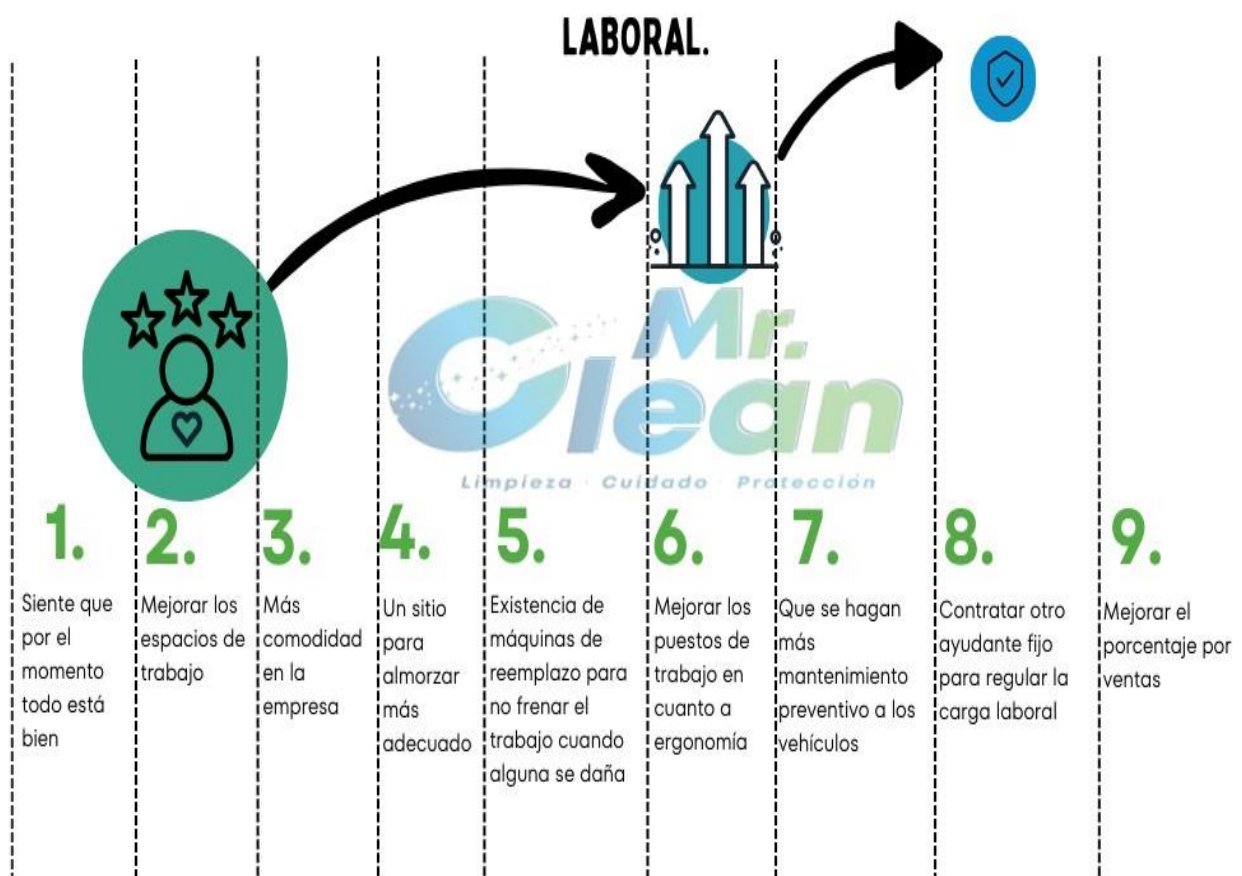 LABORAL.
Mr.
Clean
Limpieza · Cuidado · Protección
1.
Siente que
por el
momento
todo está
bien
2.
Mejorar los
espacios de
trabajo
3.
Más
comodidad
en la
empresa
4.
Un sitio
para
almorzar
más
adecuado
5.
Existencia de
máquinas de
reemplazo para
no frenar el
trabajo cuando
alguna se daña
6.
Mejorar los
puestos de
trabajo en
cuanto a
ergonomía
7.
Que se hagan
más
mantenimiento
preventivo a los
vehículos
8.
Contratar otro
ayudante fijo
para regular la
carga laboral
9.
Mejorar el
porcentaje por
ventas